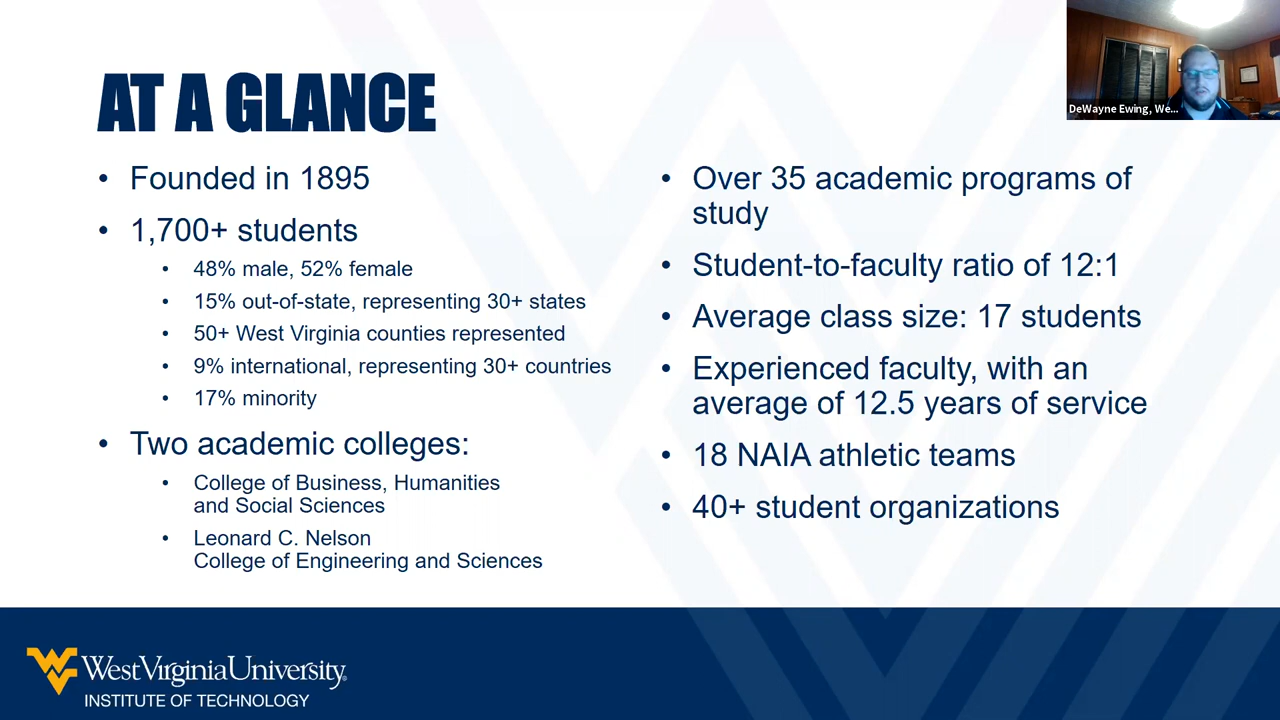 DeWayne Ewing, We...
AT A GLANCE
• Founded in 1895
• 1,700+ students
• 48% male, 52% female
• 15% out-of-state, representing 30+ states
• 50+ West Virginia counties represented
• 9% international, representing 30+ countries
• 17% minority
• Two academic colleges:
• College of Business, Humanities
and Social Sciences
• Leonard C. Nelson
College of Engineering and Sciences
• Over 35 academic programs of
study
• Student-to-faculty ratio of 12:1
• Average class size: 17 students
• Experienced faculty, with an
average of 12.5 years of service
• 18 NAIA athletic teams
• 40+ student organizations
WV WestVirginiaUniversity®
INSTITUTE OF TECHNOLOGY